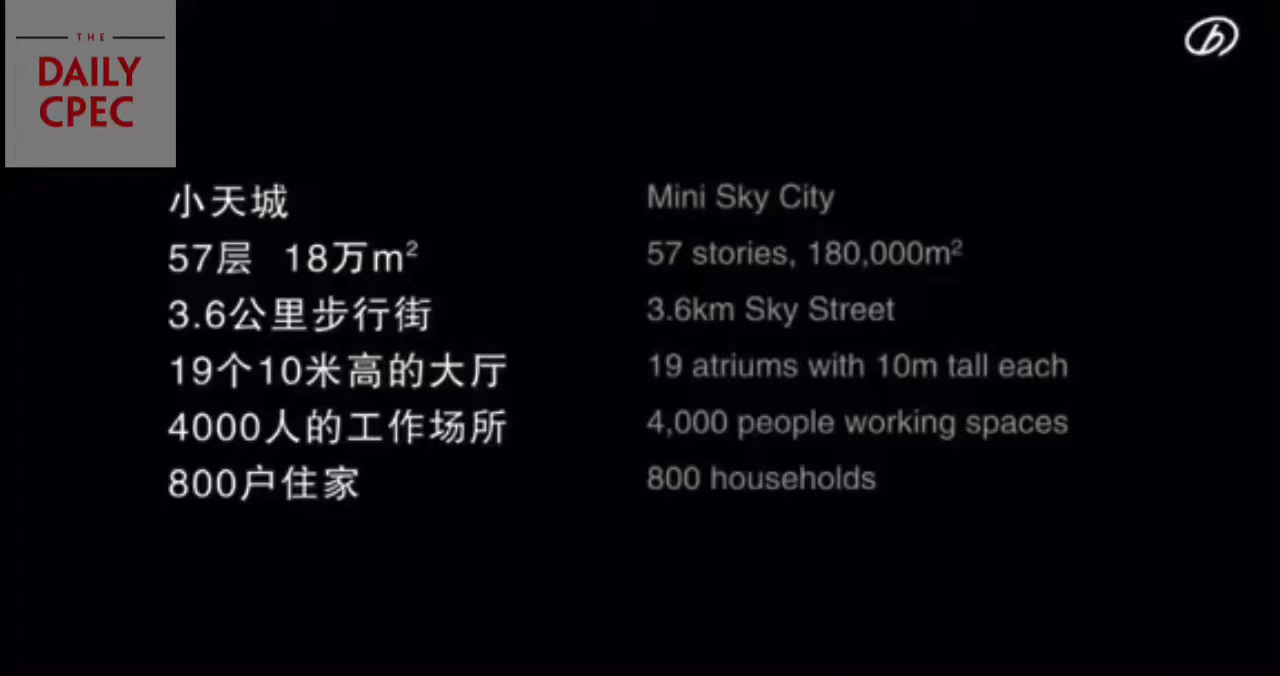 THE
DAILY
CPEC
小天城
57层 18万m²
3.6公里步行街
19个10米高的大厅
4000人的工作场所
800户住家
Mini Sky City
57 stories, 180,000m²
3.6km Sky Street
19 atriums with 10m tall each
4,000 people working spaces
800 households